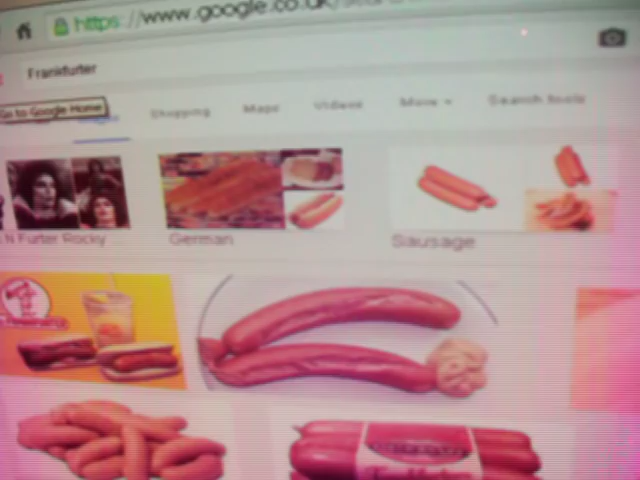 https://www.google.co.uk/
Frankfurter
Go to Google Home
Shopping Maps Videos More Search tools
N Furter Rocky ...
German
Sausage